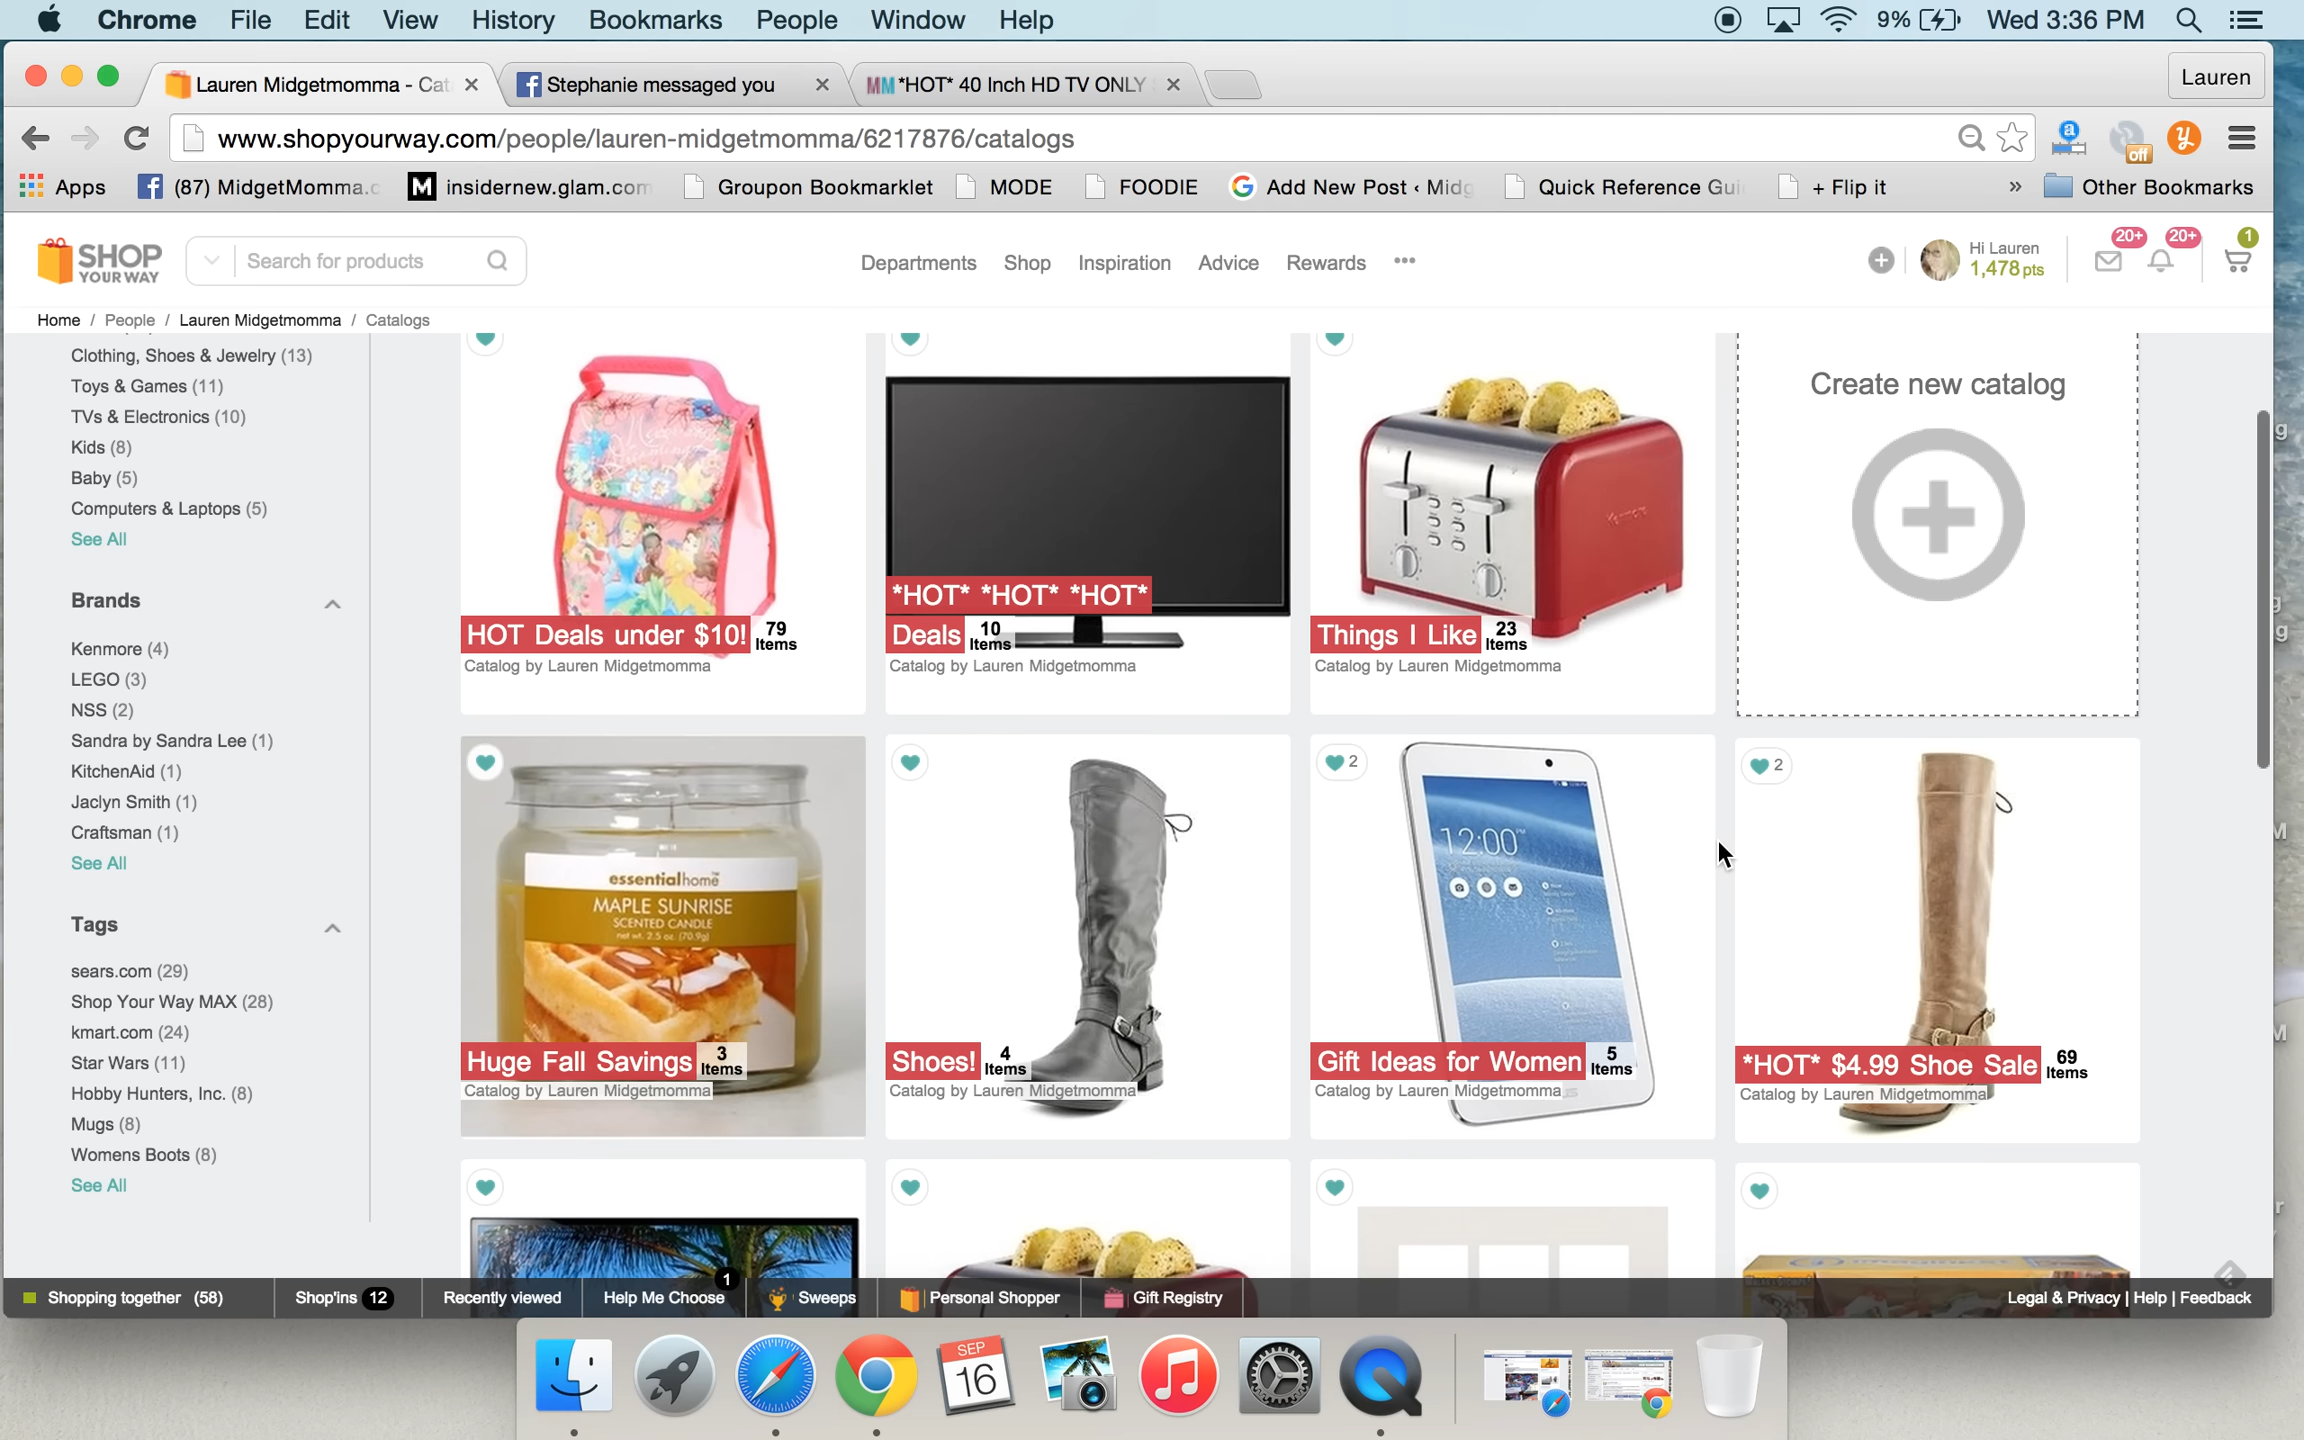 Chrome File Edit View History Bookmarks People Window Help 9% Wed 3:36 PM
Lauren Midgetmomma - Cat
Stephanie messaged you
MM *HOT* 40 Inch HD TV ONLY
Lauren
www.shopyourway.com/people/lauren-midgetmomma/6217876/catalogs
a off y
Apps (87) MidgetMomma.c M insidernew.glam.com Groupon Bookmarklet MODE FOODIE Add New Post ‹ Midg Quick Reference Gui + Flip it » Other Bookmarks
SHOP
YOUR WAY
Search for products
Departments Shop Inspiration Advice Rewards •••
Hi Lauren
1,478 pts
20+ 20+ 1
Home / People / Lauren Midgetmomma / Catalogs
Clothing, Shoes & Jewelry (13)
Toys & Games (11)
TVs & Electronics (10)
Kids (8)
Baby (5)
Computers & Laptops (5)
See All
Brands
Kenmore (4)
LEGO (3)
NSS (2)
Sandra by Sandra Lee (1)
KitchenAid (1)
Jaclyn Smith (1)
Craftsman (1)
See All
Tags
sears.com (29)
Shop Your Way MAX (28)
kmart.com (24)
Star Wars (11)
Hobby Hunters, Inc. (8)
Mugs (8)
Womens Boots (8)
See All
HOT Deals under $10! 79 Items
Catalog by Lauren Midgetmomma
*HOT* *HOT* *HOT*
Deals 10 Items
Catalog by Lauren Midgetmomma
Things I Like 23 Items
Catalog by Lauren Midgetmomma
Create new catalog
essentialhome
MAPLE SUNRISE
SCENTED CANDLE
net wt. 2.5 oz. (70.9g)
Huge Fall Savings 3 Items
Catalog by Lauren Midgetmomma
Shoes! 4 Items
Catalog by Lauren Midgetmomma
2
12:00
Gift Ideas for Women 5 Items
Catalog by Lauren Midgetmomma
2
*HOT* $4.99 Shoe Sale 69 Items
Catalog by Lauren Midgetmomma
Shopping together (58) Shop'ins 12 Recently viewed Help Me Choose 1 Sweeps Personal Shopper Gift Registry Legal & Privacy | Help | Feedback
SEP
16